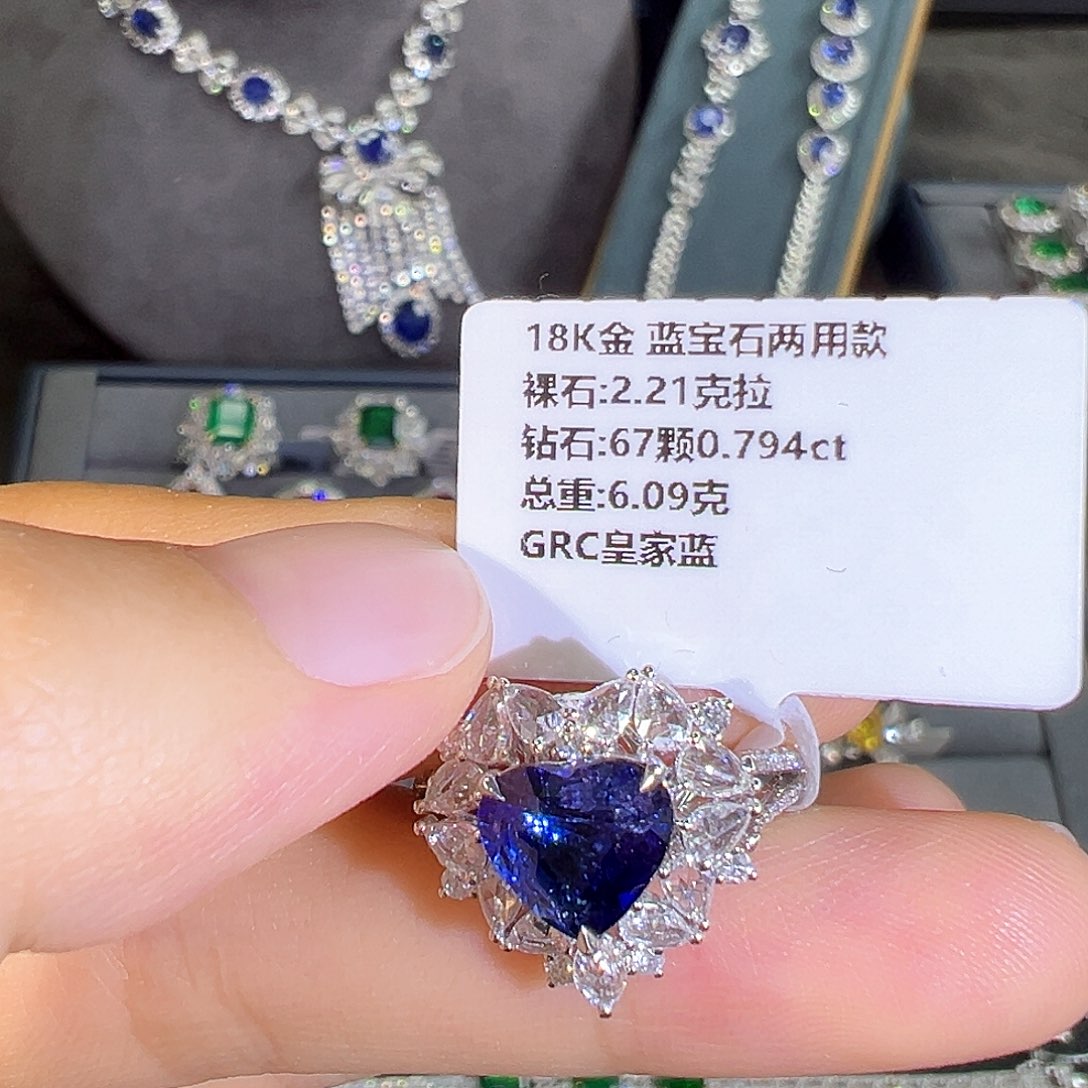 18K金 蓝宝石两用款
裸石:2.21克拉
钻石:67颗0.794ct
总重:6.09克
GRC皇家蓝